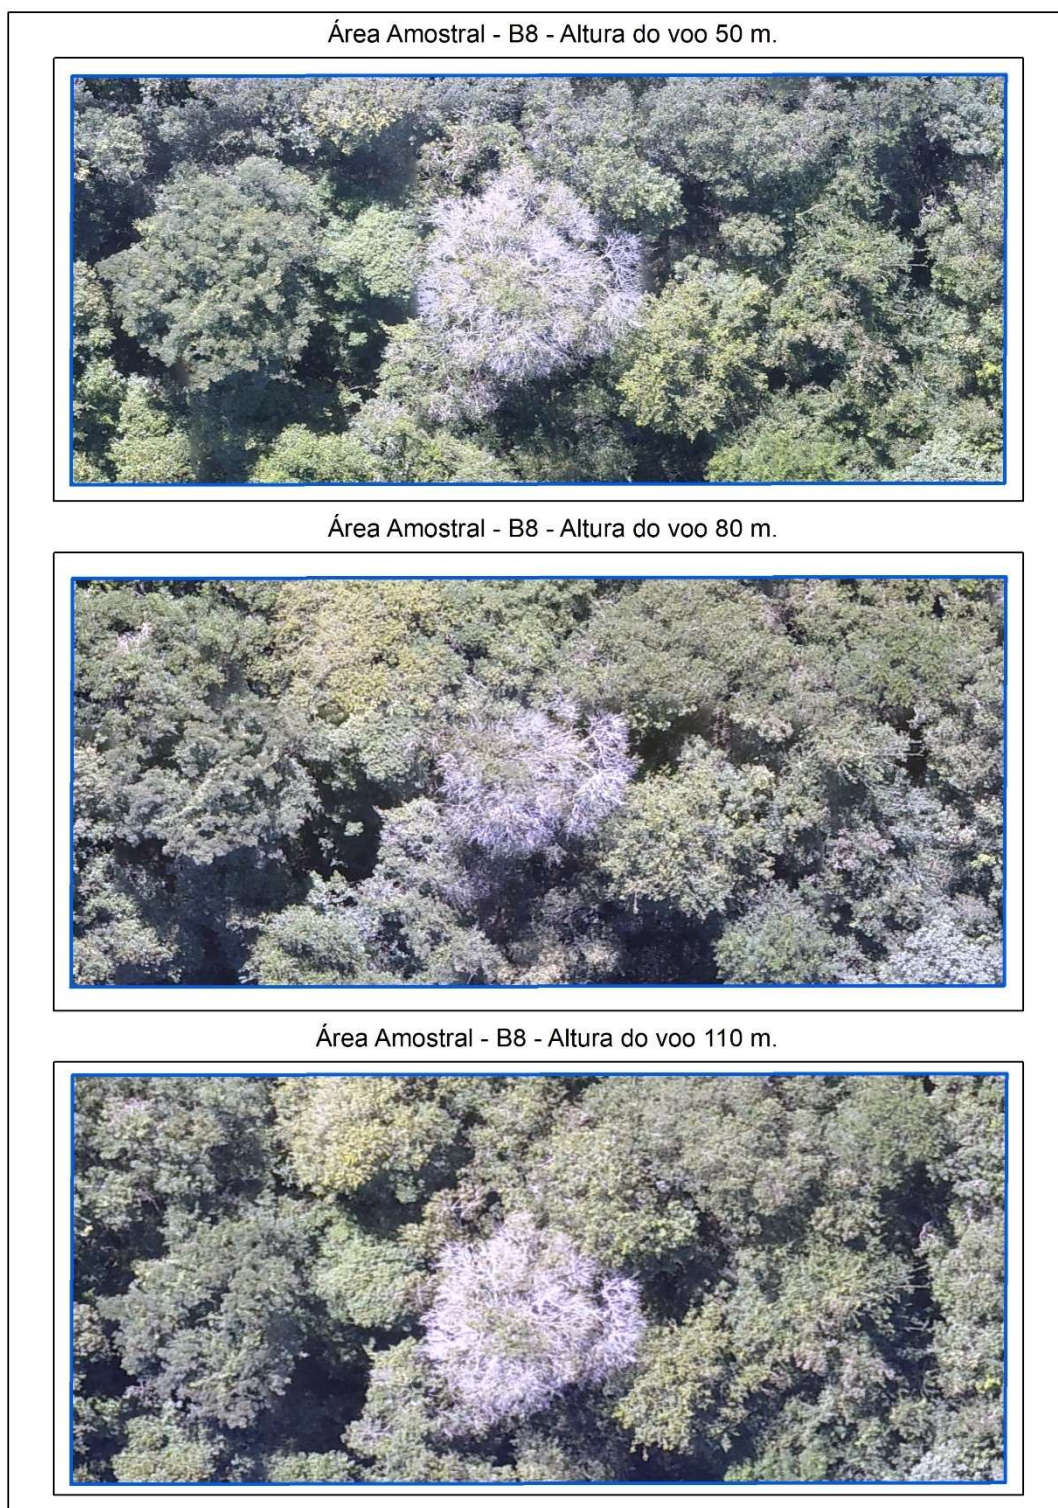 Área Amostral - B8 - Altura do voo 50 m.
Área Amostral - B8 - Altura do voo 80 m.
Área Amostral - B8 - Altura do voo 110 m.